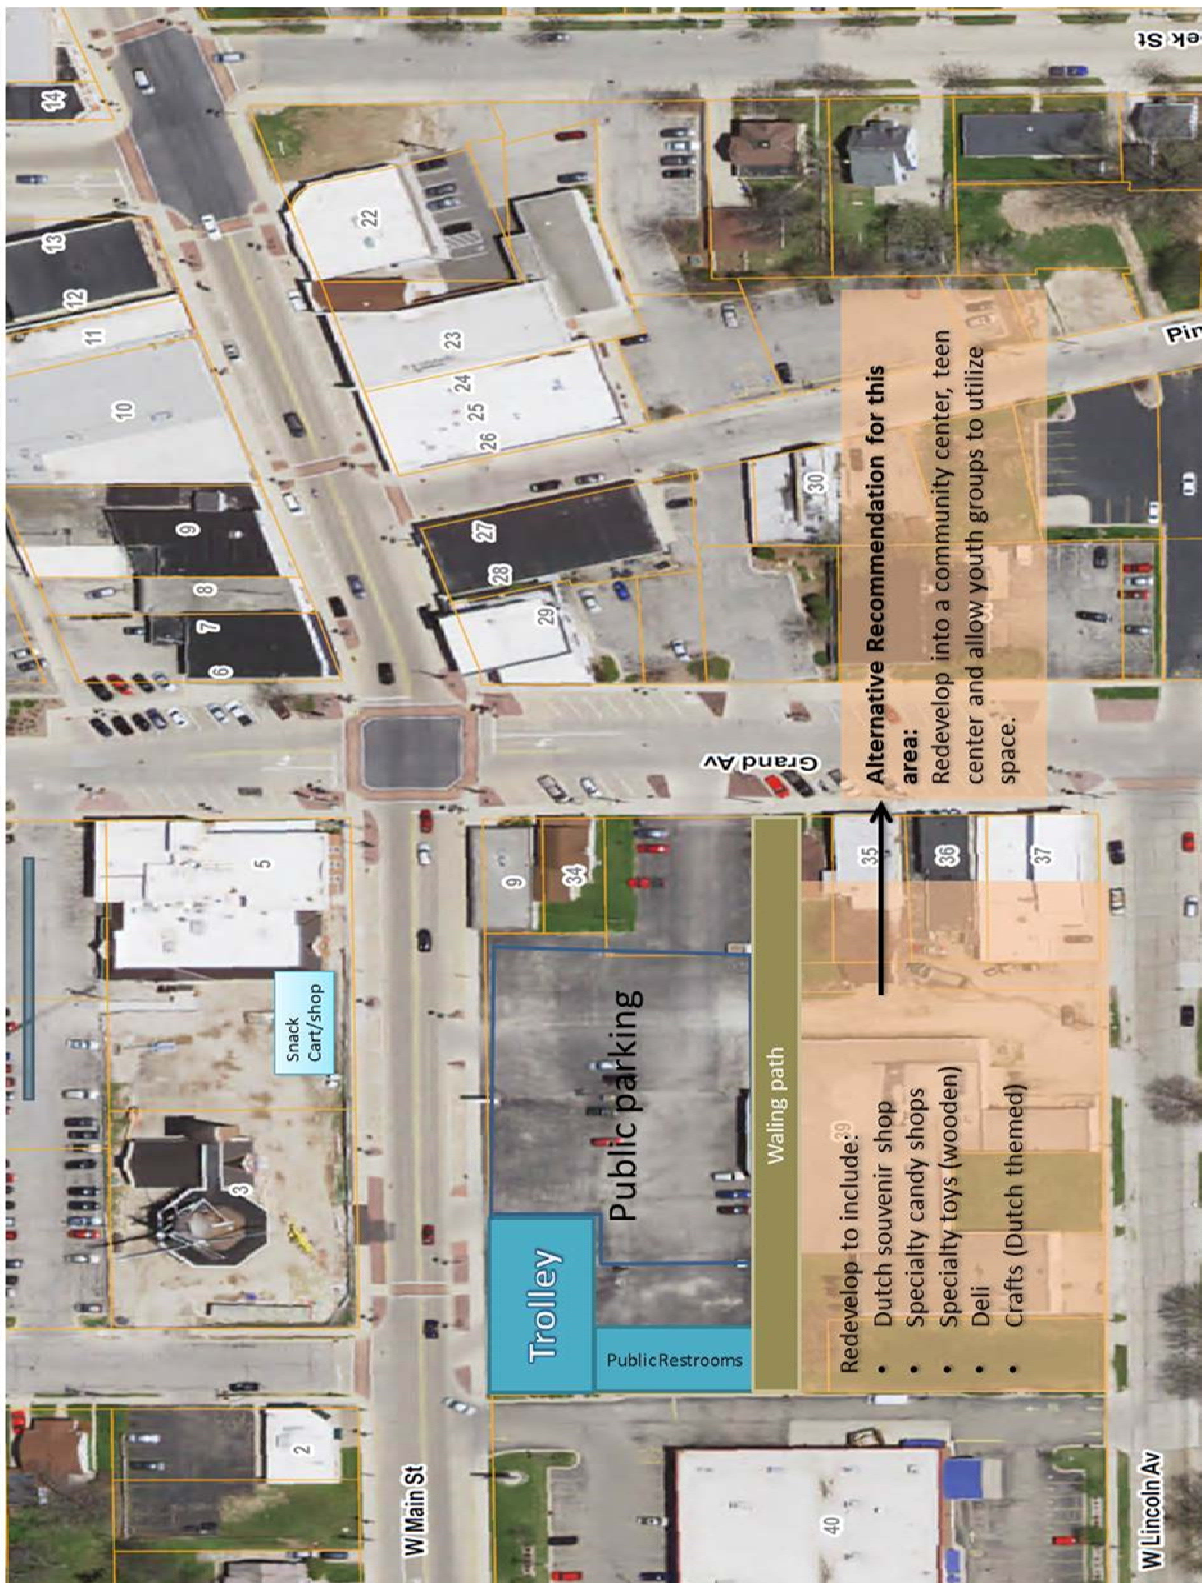 14
13
12
11
10
9
8
7
6
5
3
2
Snack
Cart/shop
22
W Main St
23
24
25
26
27
28
29
9
34
Trolley
Public parking
Public Restrooms
Grand Av
Waling path
30
40
39
Redevelop to include:
• Dutch souvenir shop
• Specialty candy shops
• Specialty toys (wooden)
• Deli
• Crafts (Dutch themed)
35
36
37
Alternative Recommendation for this
area:
Redevelop into a community center, teen
center and allow youth groups to utilize
space.
W Lincoln Av
Pin
ek St